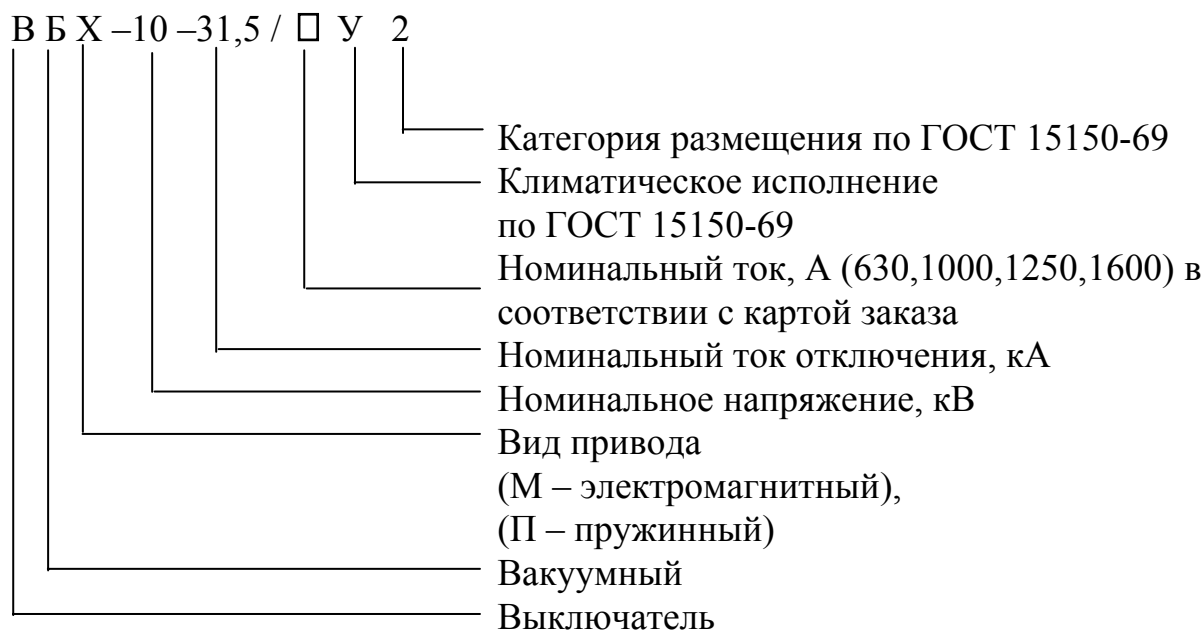 В Б Х –10 –31,5 / □ У 2
Категория размещения по ГОСТ 15150-69
Климатическое исполнение
по ГОСТ 15150-69
Номинальный ток, А (630,1000,1250,1600) в
соответствии с картой заказа
Номинальный ток отключения, кА
Номинальное напряжение, кВ
Вид привода
(М – электромагнитный),
(П – пружинный)
Вакуумный
Выключатель